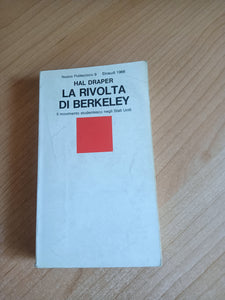 Nuovo Politecnico 9 Einaudi 1966
HAL DRAPER
LA RIVOLTA
DI BERKELEY
Il movimento studentesco negli Stati Uniti